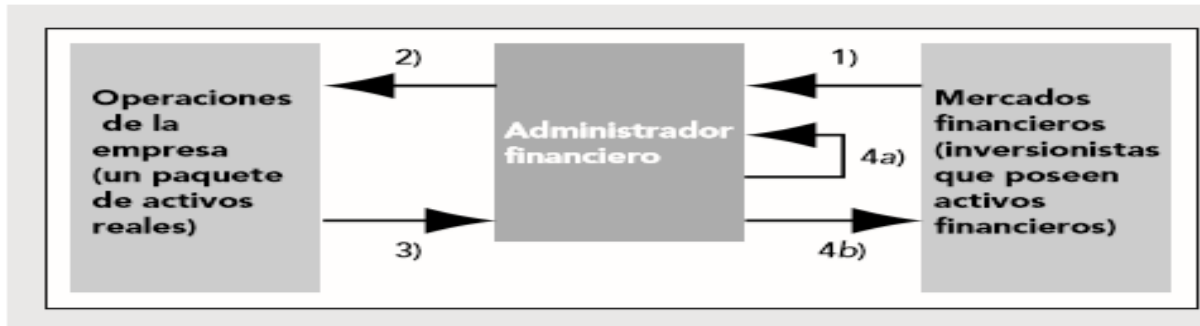 Operaciones
de la
empresa
(un paquete
de activos
reales)
2)
3)
Administrador
financiero
1)
4a)
4b)
Mercados
financieros
(inversionistas
que poseen
activos
financieros)